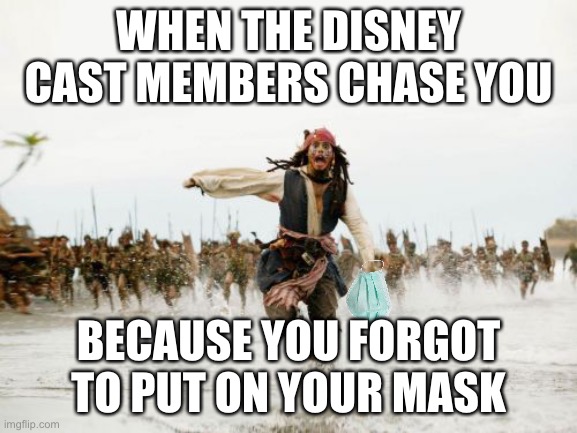 WHEN THE DISNEY
CAST MEMBERS CHASE YOU
BECAUSE YOU FORGOT
TO PUT ON YOUR MASK
imgflip.com